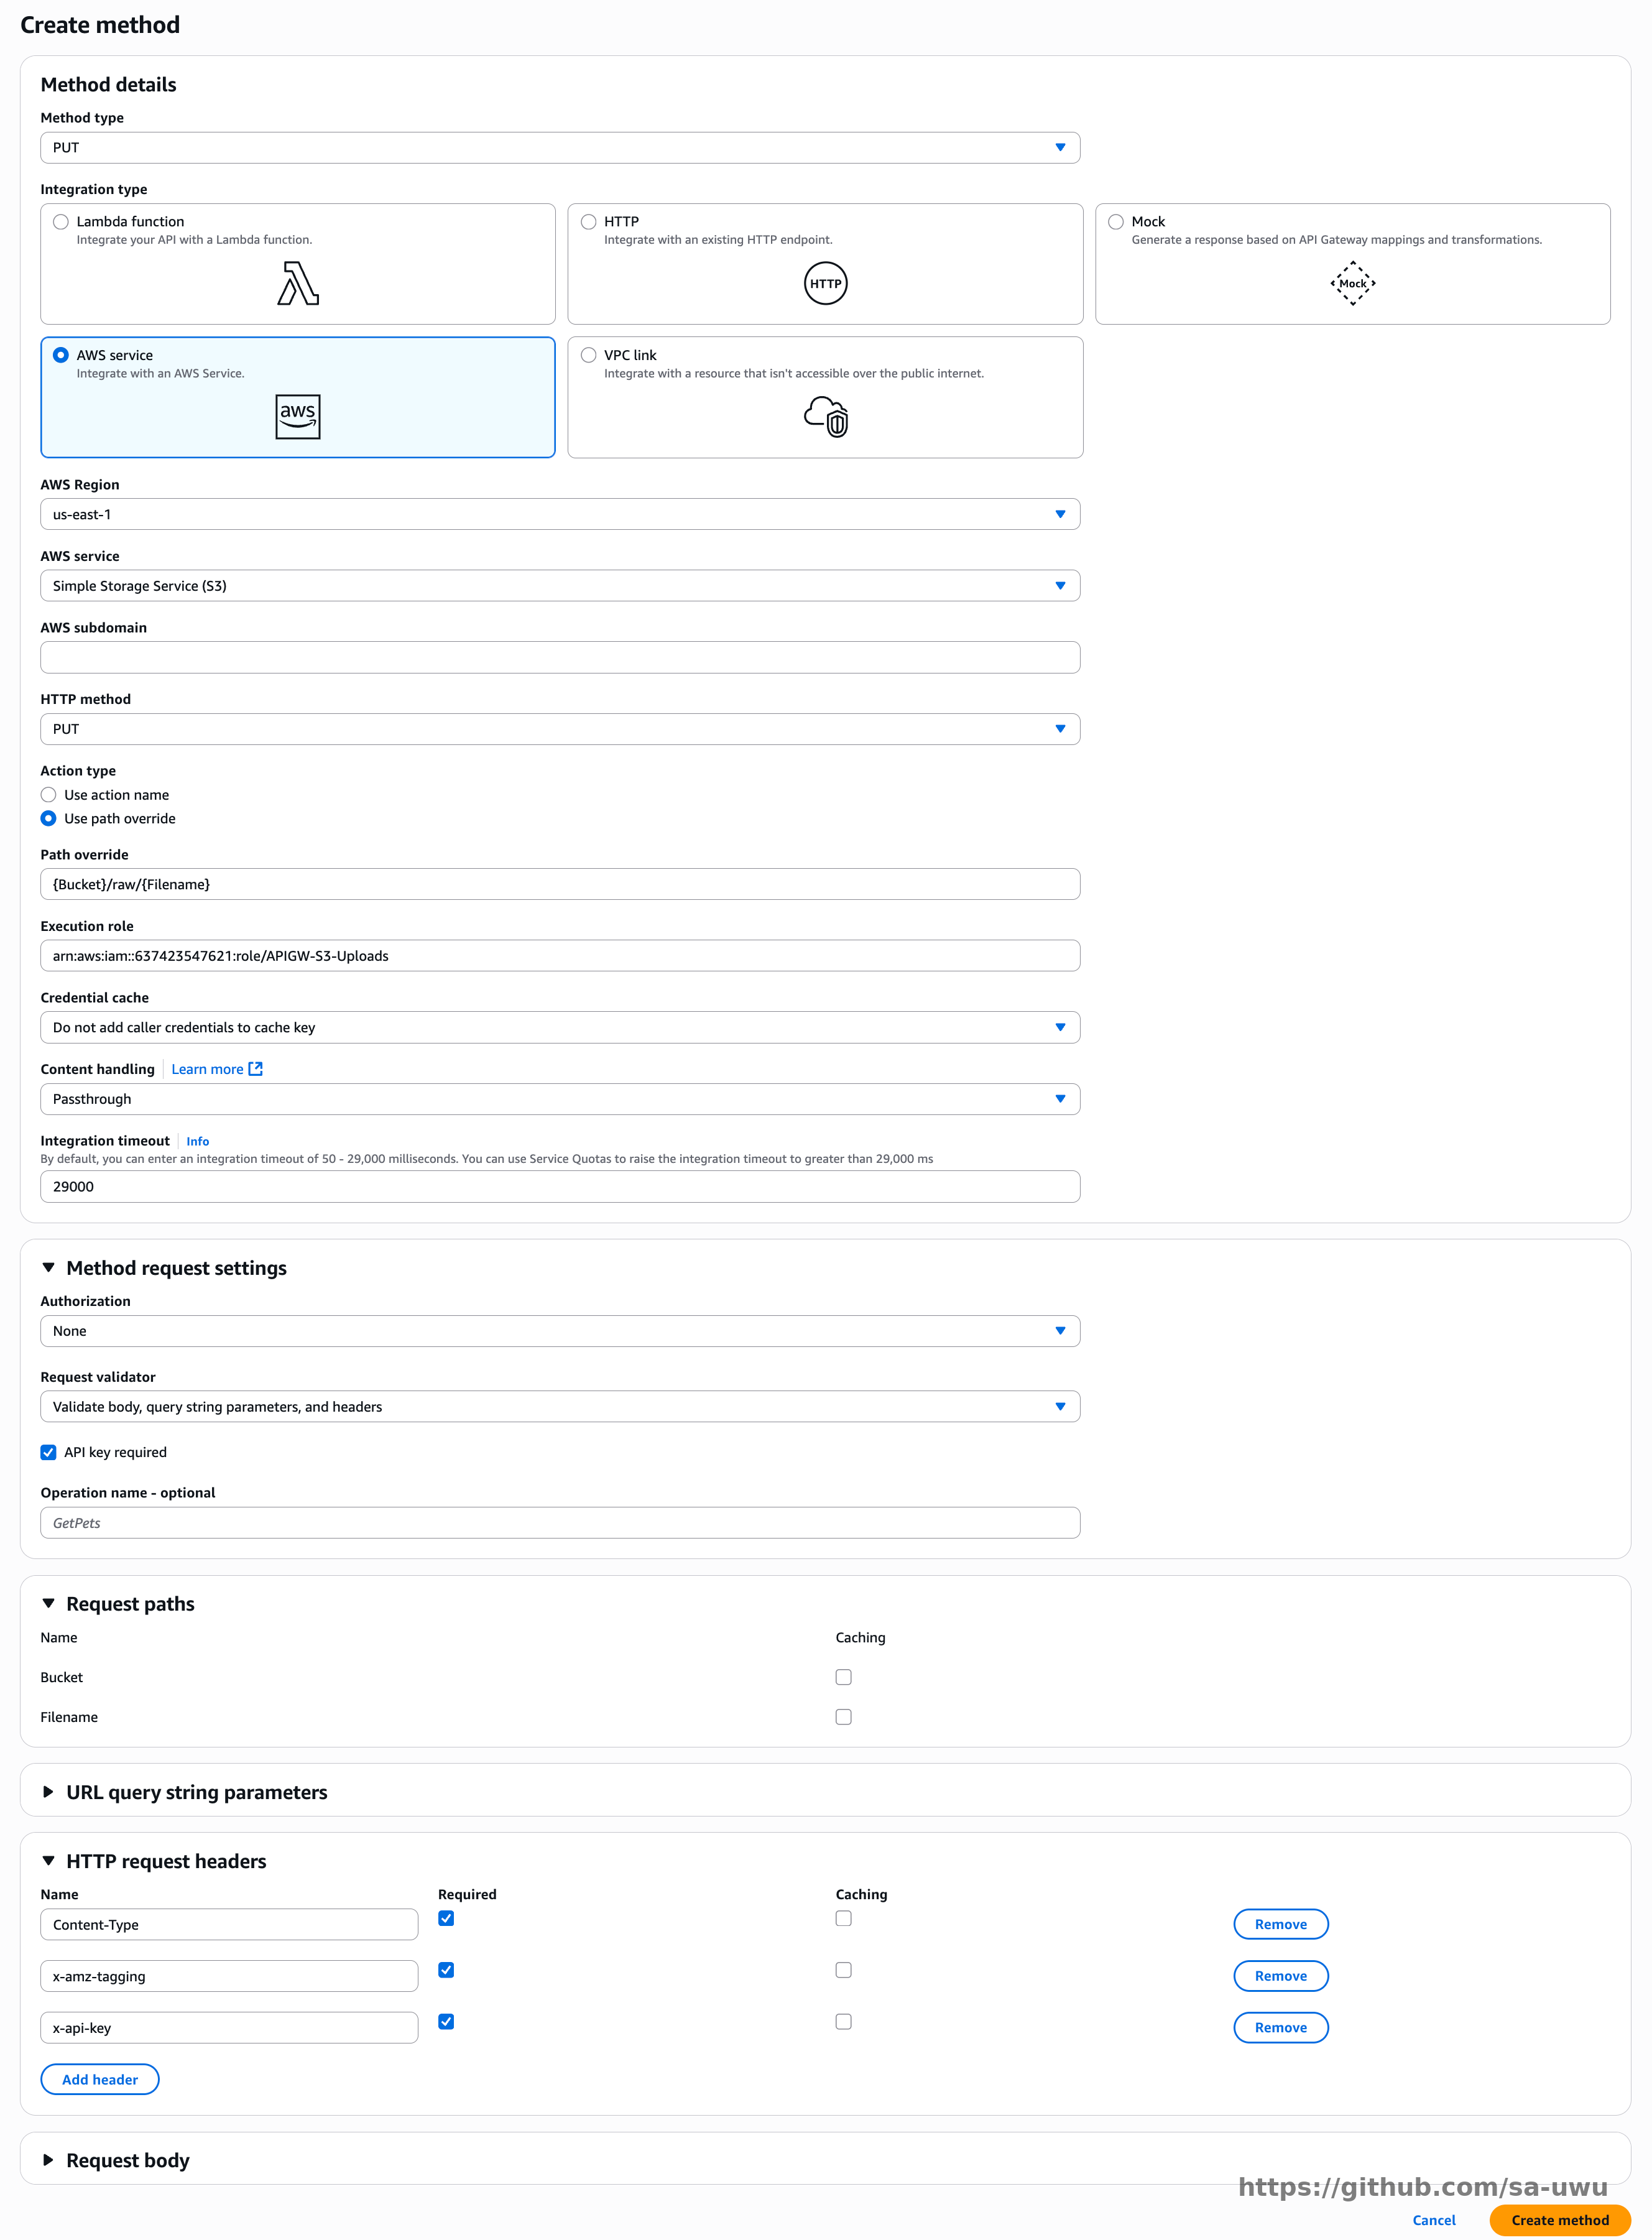 Create method
Method details
Method type
PUT
Integration type
Lambda function
Integrate your API with a Lambda function.
HTTP
Integrate with an existing HTTP endpoint.
HTTP
Mock
Generate a response based on API Gateway mappings and transformations.
Mock
AWS service
Integrate with an AWS Service.
aws
VPC link
Integrate with a resource that isn't accessible over the public internet.
AWS Region
us-east-1
AWS service
Simple Storage Service (S3)
AWS subdomain
HTTP method
PUT
Action type
Use action name
Use path override
Path override
{Bucket}/raw/{Filename}
Execution role
arn:aws:iam::637423547621:role/APIGW-S3-Uploads
Credential cache
Do not add caller credentials to cache key
Content handling Learn more
Passthrough
Integration timeout Info
By default, you can enter an integration timeout of 50 - 29,000 milliseconds. You can use Service Quotas to raise the integration timeout to greater than 29,000 ms
29000
Method request settings
Authorization
None
Request validator
Validate body, query string parameters, and headers
API key required
Operation name - optional
GetPets
Request paths
Name Caching
Bucket
Filename
URL query string parameters
HTTP request headers
Name Required Caching
Content-Type Remove
x-amz-tagging Remove
x-api-key Remove
Add header
Request body
https://github.com/sa-uwu
Cancel Create method